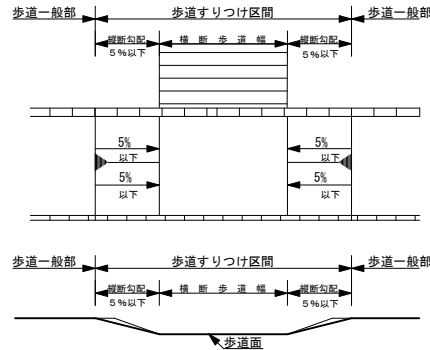 歩道一般部 歩道すりつけ区間 歩道一般部
縦断勾配 横断歩道幅 縦断勾配
5%以下 5%以下
5% 5%
以下 以下
5% 5%
以下 以下
歩道一般部 歩道すりつけ区間 歩道一般部
縦断勾配 横断歩道幅 縦断勾配
5%以下 5%以下
歩道面